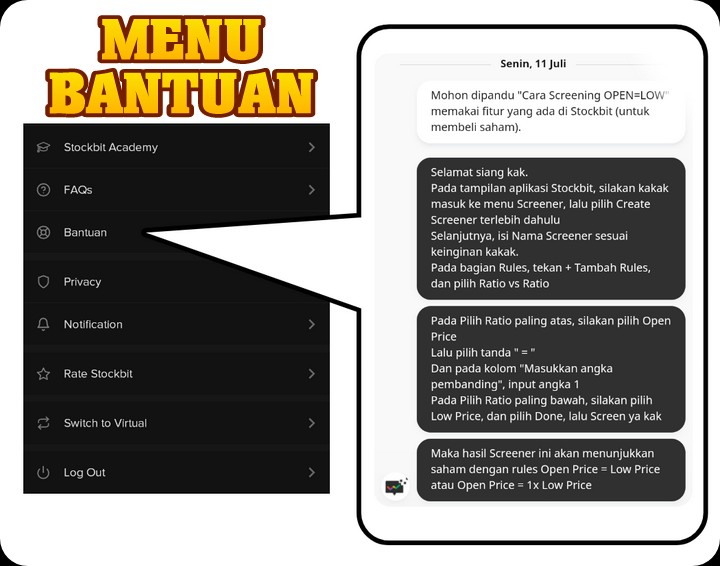 MENU
BANTUAN
Stockbit Academy
FAQs
Bantuan
Privacy
Notification
Rate Stockbit
Switch to Virtual
Log Out
Senin, 11 Juli
Mohon dipandu "Cara Screening OPEN=LOW"
memakai fitur yang ada di Stockbit (untuk
membeli saham).
Selamat siang kak.
Pada tampilan aplikasi Stockbit, silakan kakak
masuk ke menu Screener, lalu pilih Create
Screener terlebih dahulu
Selanjutnya, isi Nama Screener sesuai
keinginan kakak.
Pada bagian Rules, tekan + Tambah Rules,
dan pilih Ratio vs Ratio
Pada Pilih Ratio paling atas, silakan pilih Open
Price
Lalu pilih tanda " = "
Dan pada kolom "Masukkan angka
pembanding", input angka 1
Pada Pilih Ratio paling bawah, silakan pilih
Low Price, dan pilih Done, lalu Screen ya kak
Maka hasil Screener ini akan menunjukkan
saham dengan rules Open Price = Low Price
atau Open Price = 1x Low Price